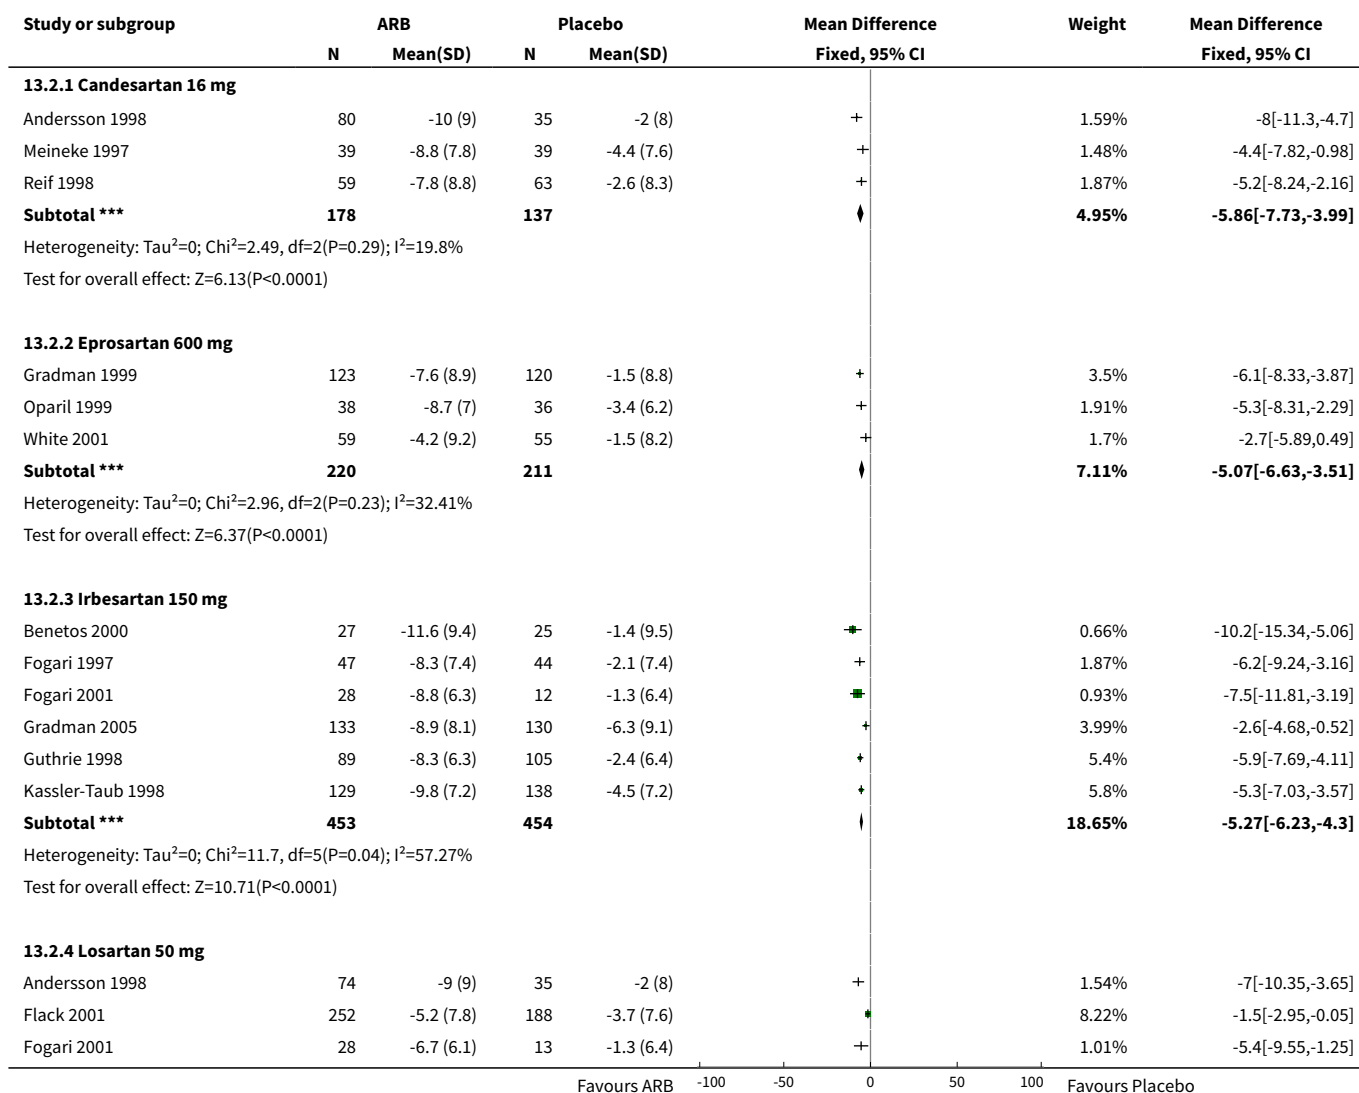 Study or subgroup ARB Placebo Mean Difference Weight Mean Difference
N Mean(SD) N Mean(SD) Fixed, 95% CI Fixed, 95% CI
13.2.1 Candesartan 16 mg
Andersson 1998 80 -10 (9) 35 -2 (8) 1.59% -8[-11.3,-4.7]
Meineke 1997 39 -8.8 (7.8) 39 -4.4 (7.6) 1.48% -4.4[-7.82,-0.98]
Reif 1998 59 -7.8 (8.8) 63 -2.6 (8.3) 1.87% -5.2[-8.24,-2.16]
Subtotal *** 178 137 4.95% -5.86[-7.73,-3.99]
Heterogeneity: Tau²=0; Chi²=2.49, df=2(P=0.29); I²=19.8%
Test for overall effect: Z=6.13(P<0.0001)
13.2.2 Eprosartan 600 mg
Gradman 1999 123 -7.6 (8.9) 120 -1.5 (8.8) 3.5% -6.1[-8.33,-3.87]
Oparil 1999 38 -8.7 (7) 36 -3.4 (6.2) 1.91% -5.3[-8.31,-2.29]
White 2001 59 -4.2 (9.2) 55 -1.5 (8.2) 1.7% -2.7[-5.89,0.49]
Subtotal *** 220 211 7.11% -5.07[-6.63,-3.51]
Heterogeneity: Tau²=0; Chi²=2.96, df=2(P=0.23); I²=32.41%
Test for overall effect: Z=6.37(P<0.0001)
13.2.3 Irbesartan 150 mg
Benetos 2000 27 -11.6 (9.4) 25 -1.4 (9.5) 0.66% -10.2[-15.34,-5.06]
Fogari 1997 47 -8.3 (7.4) 44 -2.1 (7.4) 1.87% -6.2[-9.24,-3.16]
Fogari 2001 28 -8.8 (6.3) 12 -1.3 (6.4) 0.93% -7.5[-11.81,-3.19]
Gradman 2005 133 -8.9 (8.1) 130 -6.3 (9.1) 3.99% -2.6[-4.68,-0.52]
Guthrie 1998 89 -8.3 (6.3) 105 -2.4 (6.4) 5.4% -5.9[-7.69,-4.11]
Kassler-Taub 1998 129 -9.8 (7.2) 138 -4.5 (7.2) 5.8% -5.3[-7.03,-3.57]
Subtotal *** 453 454 18.65% -5.27[-6.23,-4.3]
Heterogeneity: Tau²=0; Chi²=11.7, df=5(P=0.04); I²=57.27%
Test for overall effect: Z=10.71(P<0.0001)
13.2.4 Losartan 50 mg
Andersson 1998 74 -9 (9) 35 -2 (8) 1.54% -7[-10.35,-3.65]
Flack 2001 252 -5.2 (7.8) 188 -3.7 (7.6) 8.22% -1.5[-2.95,-0.05]
Fogari 2001 28 -6.7 (6.1) 13 -1.3 (6.4) 1.01% -5.4[-9.55,-1.25]
Favours ARB -100 -50 0 50 100 Favours Placebo